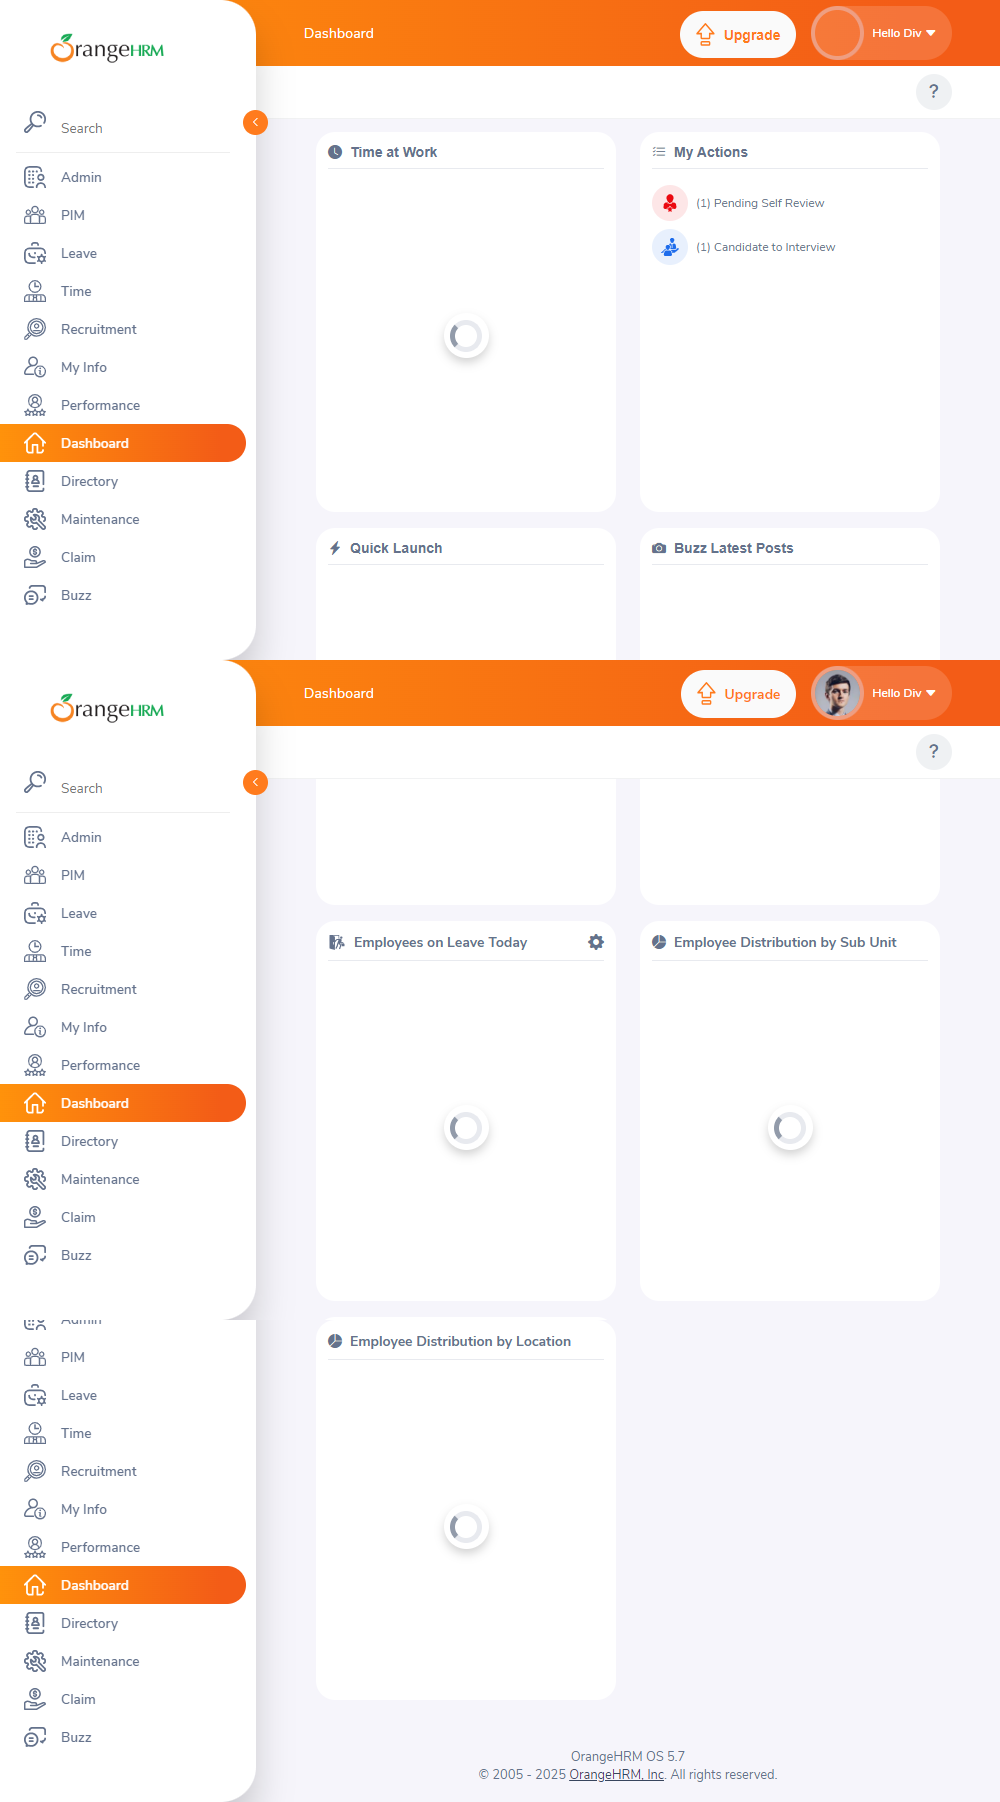 OrangeHRM
Dashboard
Upgrade
Hello Div
?
Search
Admin
PIM
Leave
Time
Recruitment
My Info
Performance
Dashboard
Directory
Maintenance
Claim
Buzz
Time at Work
My Actions
(1) Pending Self Review
(1) Candidate to Interview
Quick Launch
Buzz Latest Posts
OrangeHRM
Dashboard
Upgrade
Hello Div
?
Search
Admin
PIM
Leave
Time
Recruitment
My Info
Performance
Dashboard
Directory
Maintenance
Claim
Buzz
Employees on Leave Today
Employee Distribution by Sub Unit
Admin
PIM
Leave
Time
Recruitment
My Info
Performance
Dashboard
Directory
Maintenance
Claim
Buzz
Employee Distribution by Location
OrangeHRM OS 5.7
© 2005 - 2025 OrangeHRM, Inc. All rights reserved.